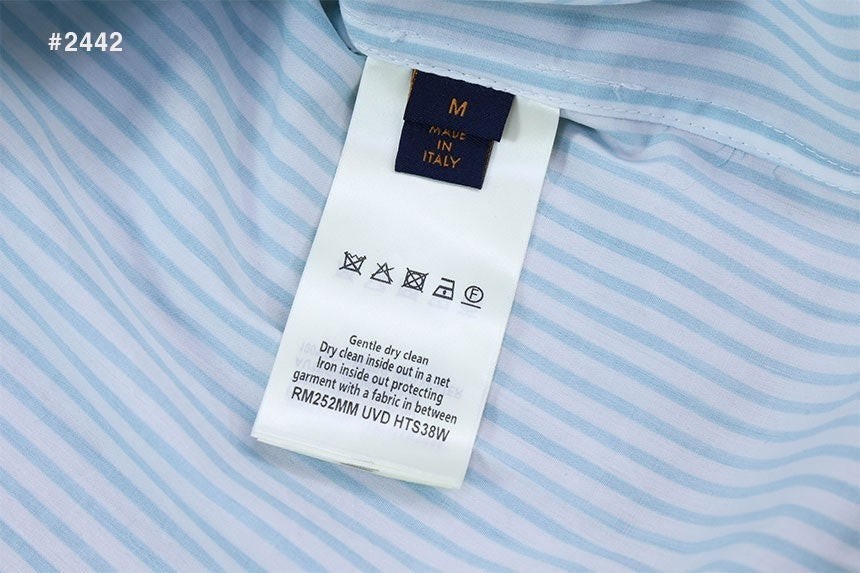 #2442
M
MADE
IN
ITALY
F
Gentle dry clean
Dry clean inside out in a net
Iron inside out protecting
garment with a fabric in between
RM252MM UVD HTS38W